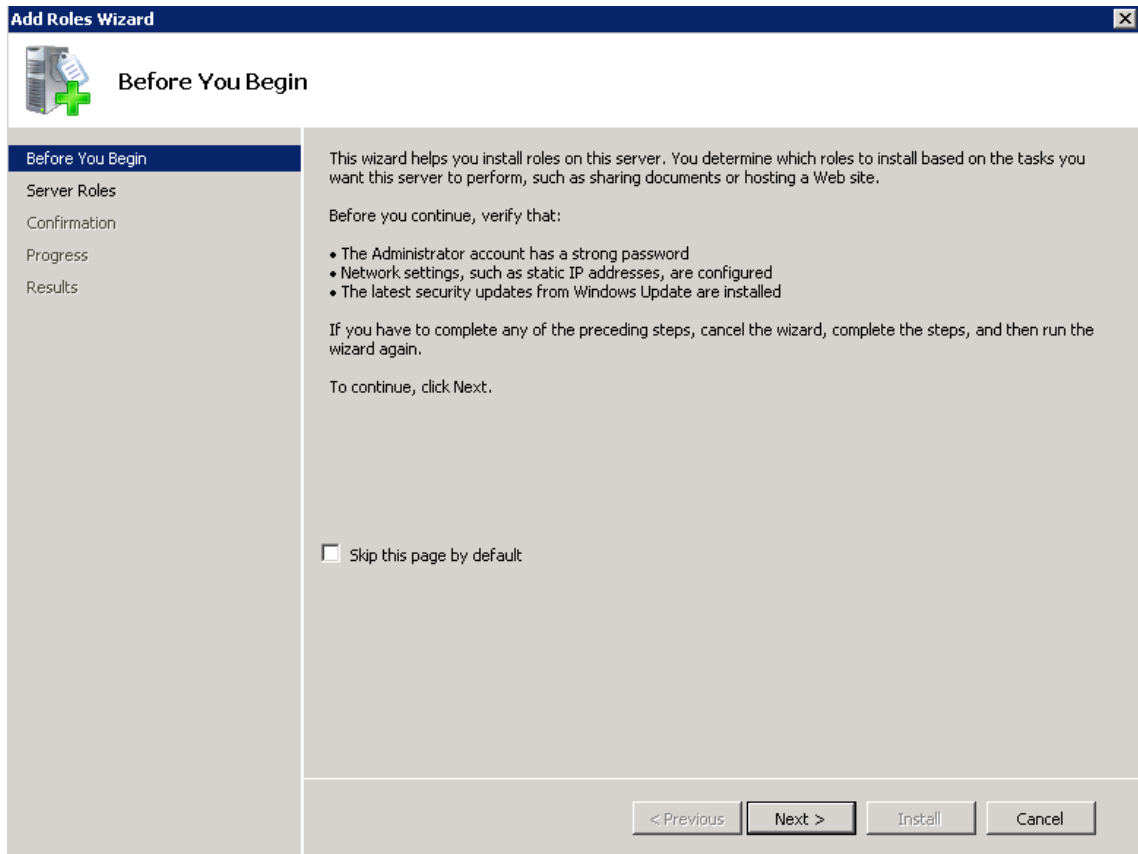 Add Roles Wizard
Before You Begin
Before You Begin
Server Roles
Confirmation
Progress
Results
This wizard helps you install roles on this server. You determine which roles to install based on the tasks you
want this server to perform, such as sharing documents or hosting a Web site.
Before you continue, verify that:
• The Administrator account has a strong password
• Network settings, such as static IP addresses, are configured
• The latest security updates from Windows Update are installed
If you have to complete any of the preceding steps, cancel the wizard, complete the steps, and then run the
wizard again.
To continue, click Next.
Skip this page by default
< Previous Next > Install Cancel